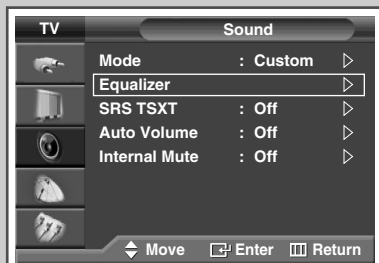 TV
Sound
Mode : Custom
Equalizer
SRS TSXT : Off
Auto Volume : Off
Internal Mute : Off
Move Enter Return